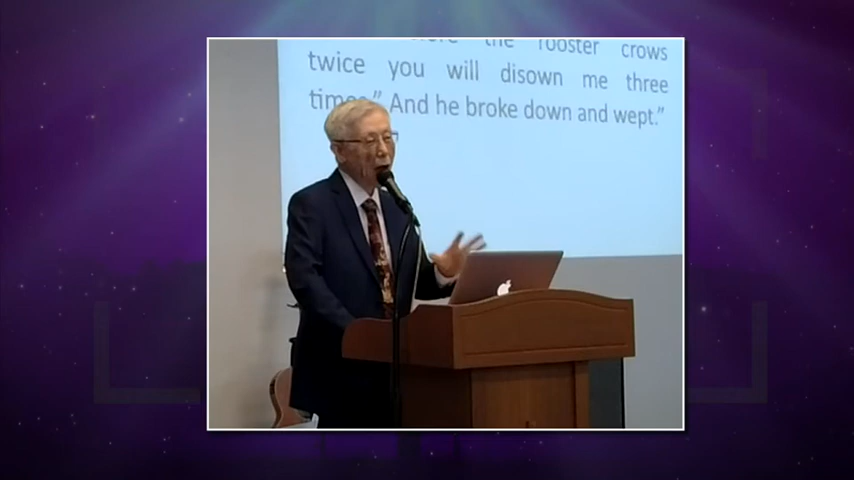 the rooster crows
twice you will disown me three
times.” And he broke down and wept.”